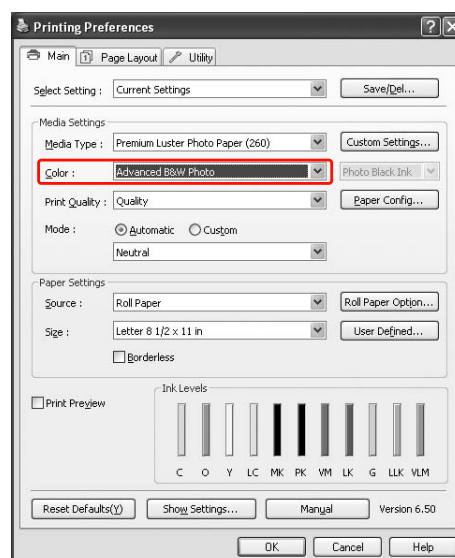 Printing Preferences
Main Page Layout Utility
Select Setting : Current Settings Save/Del...
Media Settings
Media Type : Premium Luster Photo Paper (260) Custom Settings...
Color : Advanced B&W Photo Photo Black Ink
Print Quality : Quality Paper Config...
Mode : Automatic Custom
Neutral
Paper Settings
Source : Roll Paper Roll Paper Option...
Size : Letter 8 1/2 x 11 in User Defined...
Borderless
Ink Levels
Print Preview
C O Y LC MK PK VM LK G LLK VLM
Reset Defaults(Y) Show Settings... Manual Version 6.50
OK Cancel Help